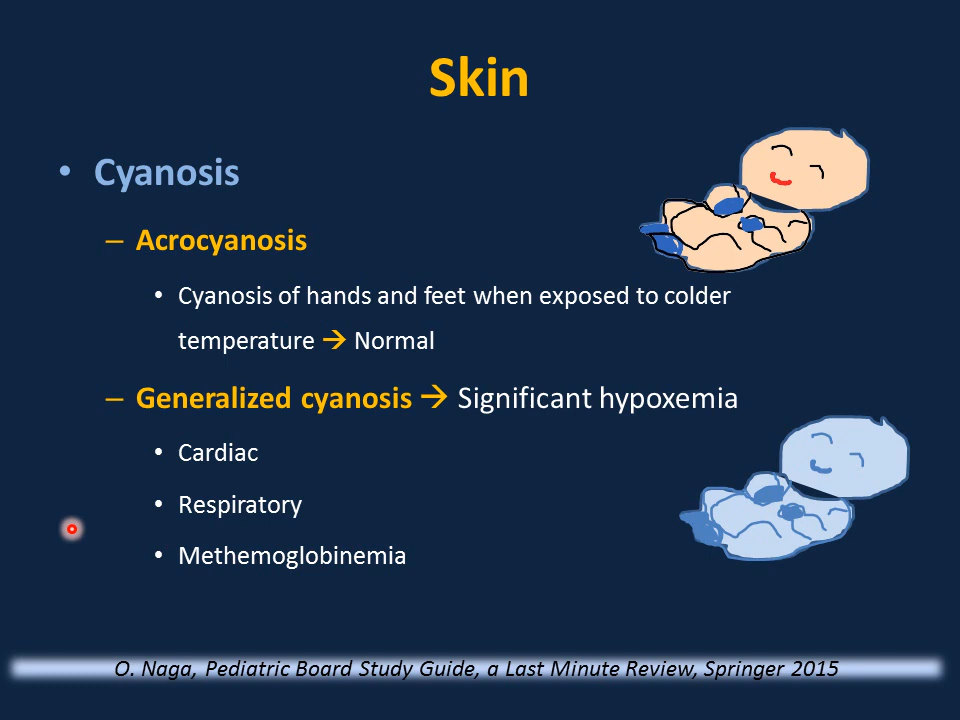 Skin
• Cyanosis
– Acrocyanosis
• Cyanosis of hands and feet when exposed to colder
temperature → Normal
– Generalized cyanosis → Significant hypoxemia
• Cardiac
• Respiratory
• Methemoglobinemia
O. Naga, Pediatric Board Study Guide, a Last Minute Review, Springer 2015